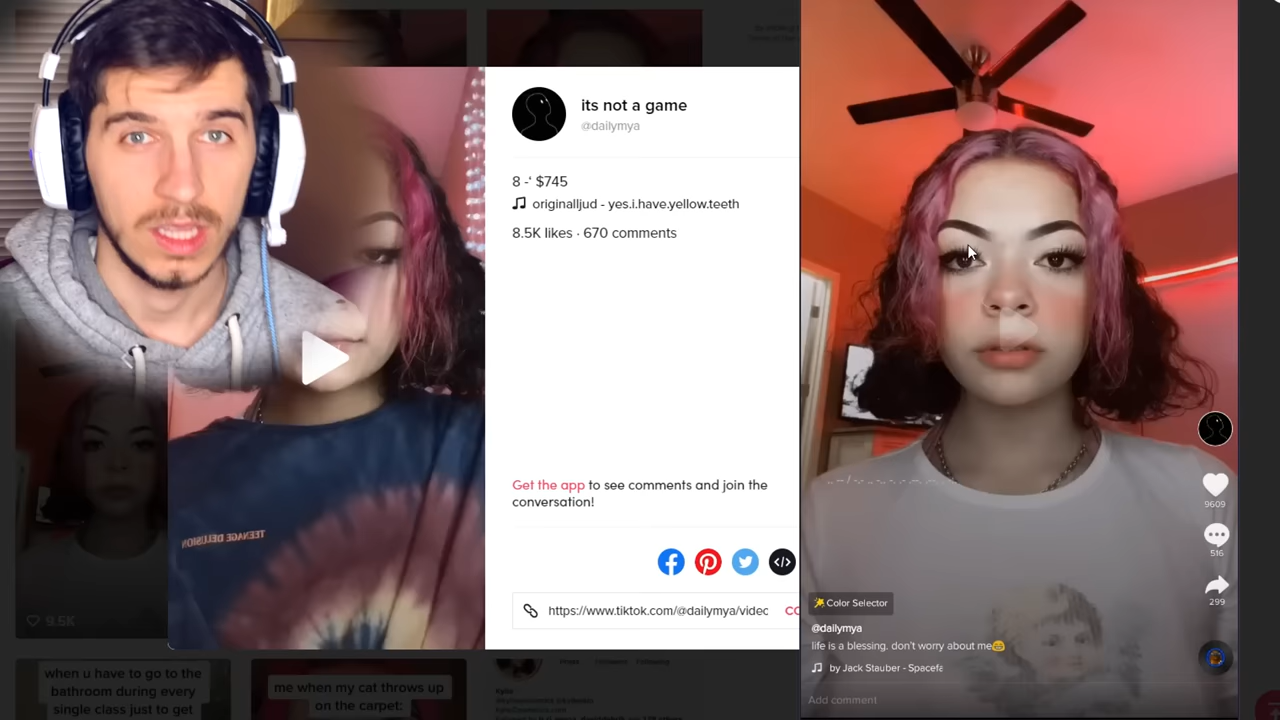 its not a game
@dailymya
8 -' $745
originalljud - yes.i.have.yellow.teeth
8.5K likes · 670 comments
Get the app to see comments and join the
conversation!
https://www.tiktok.com/@dailymya/videc
CO
TEENAGE DELUSION
9.5K
when u have to go to the
bathroom during every
single class just to get
me when my cat throws up
on the carpet:
9609
516
299
Color Selector
@dailymya
life is a blessing. don't worry about me😊
by Jack Stauber - Spacefa
Add comment